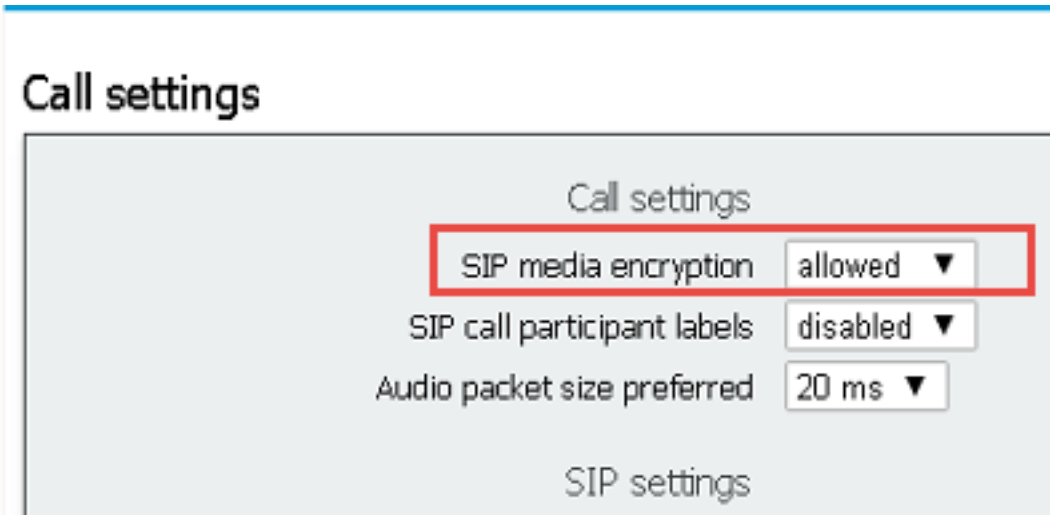 Call settings
Call settings
SIP media encryption allowed
SIP call participant labels disabled
Audio packet size preferred 20 ms
SIP settings